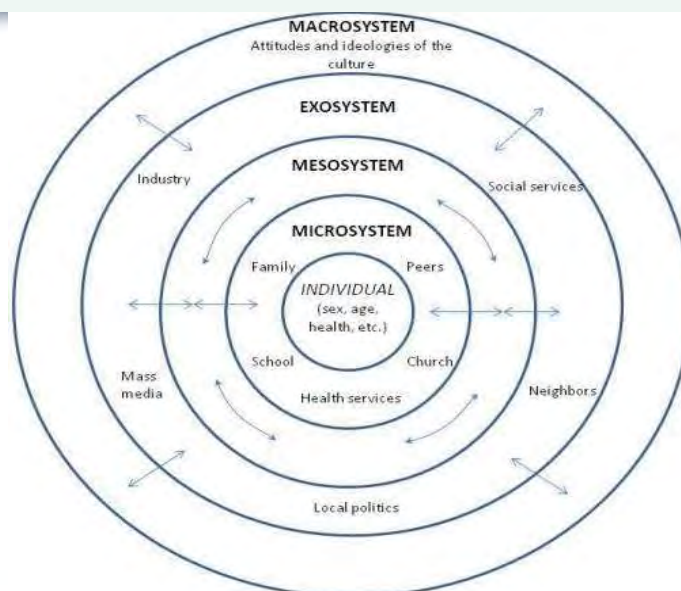 MACROSYSTEM
Attitudes and ideologies of the
culture
EXOSYSTEM
MESOSYSTEM
Industry
Social services
MICROSYSTEM
Family
Peers
INDIVIDUAL
(sex, age,
health, etc.)
School
Church
Mass
media
Health services
Neighbors
Local politics